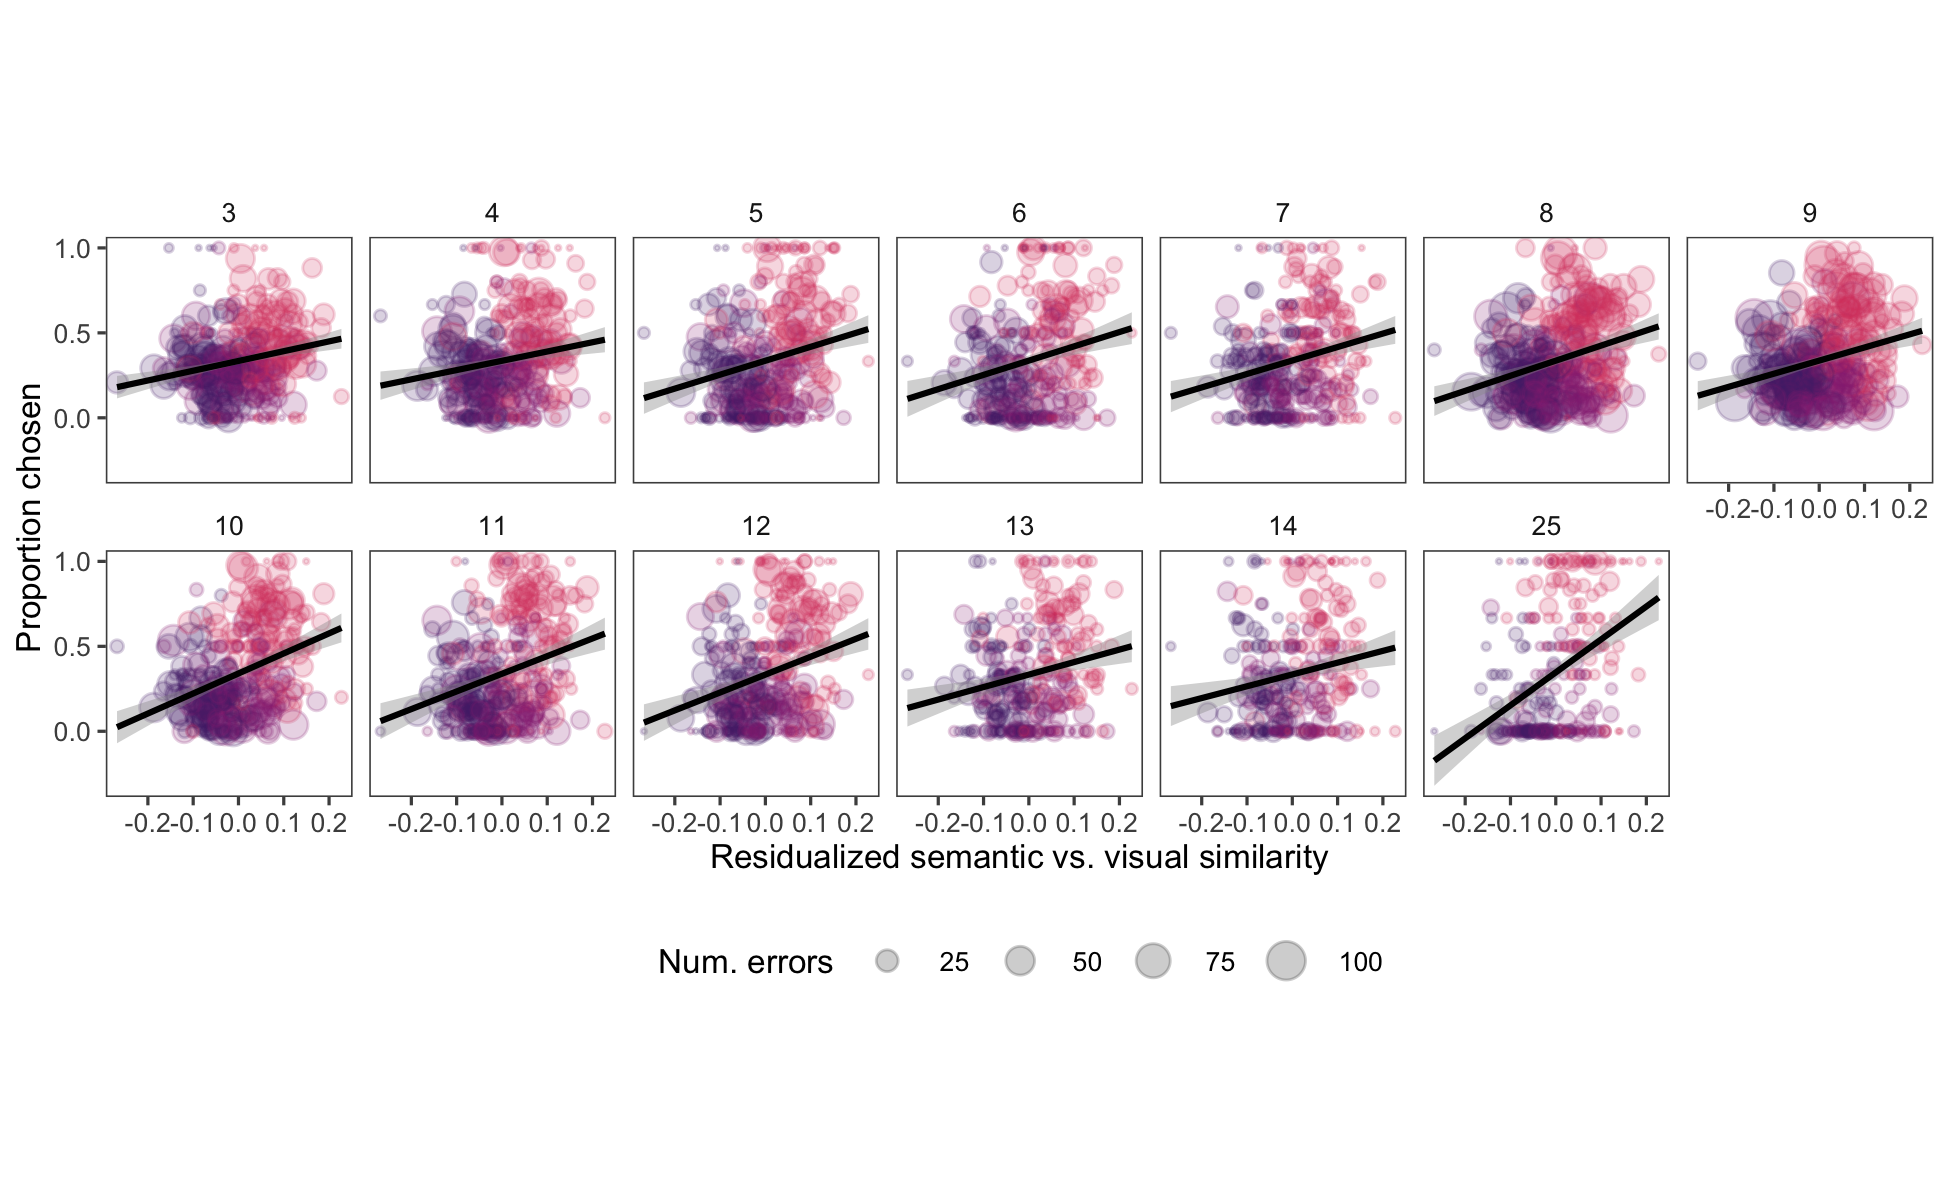 3 4 5 6 7 8 9
1.0
0.5
0.0
-0.2 -0.1 0.0 0.1 0.2
10 11 12 13 14 25
1.0
0.5
0.0
-0.2 -0.1 0.0 0.1 0.2 -0.2 -0.1 0.0 0.1 0.2 -0.2 -0.1 0.0 0.1 0.2 -0.2 -0.1 0.0 0.1 0.2 -0.2 -0.1 0.0 0.1 0.2 -0.2 -0.1 0.0 0.1 0.2
Proportion chosen
Residualized semantic vs. visual similarity
Num. errors 25 50 75 100